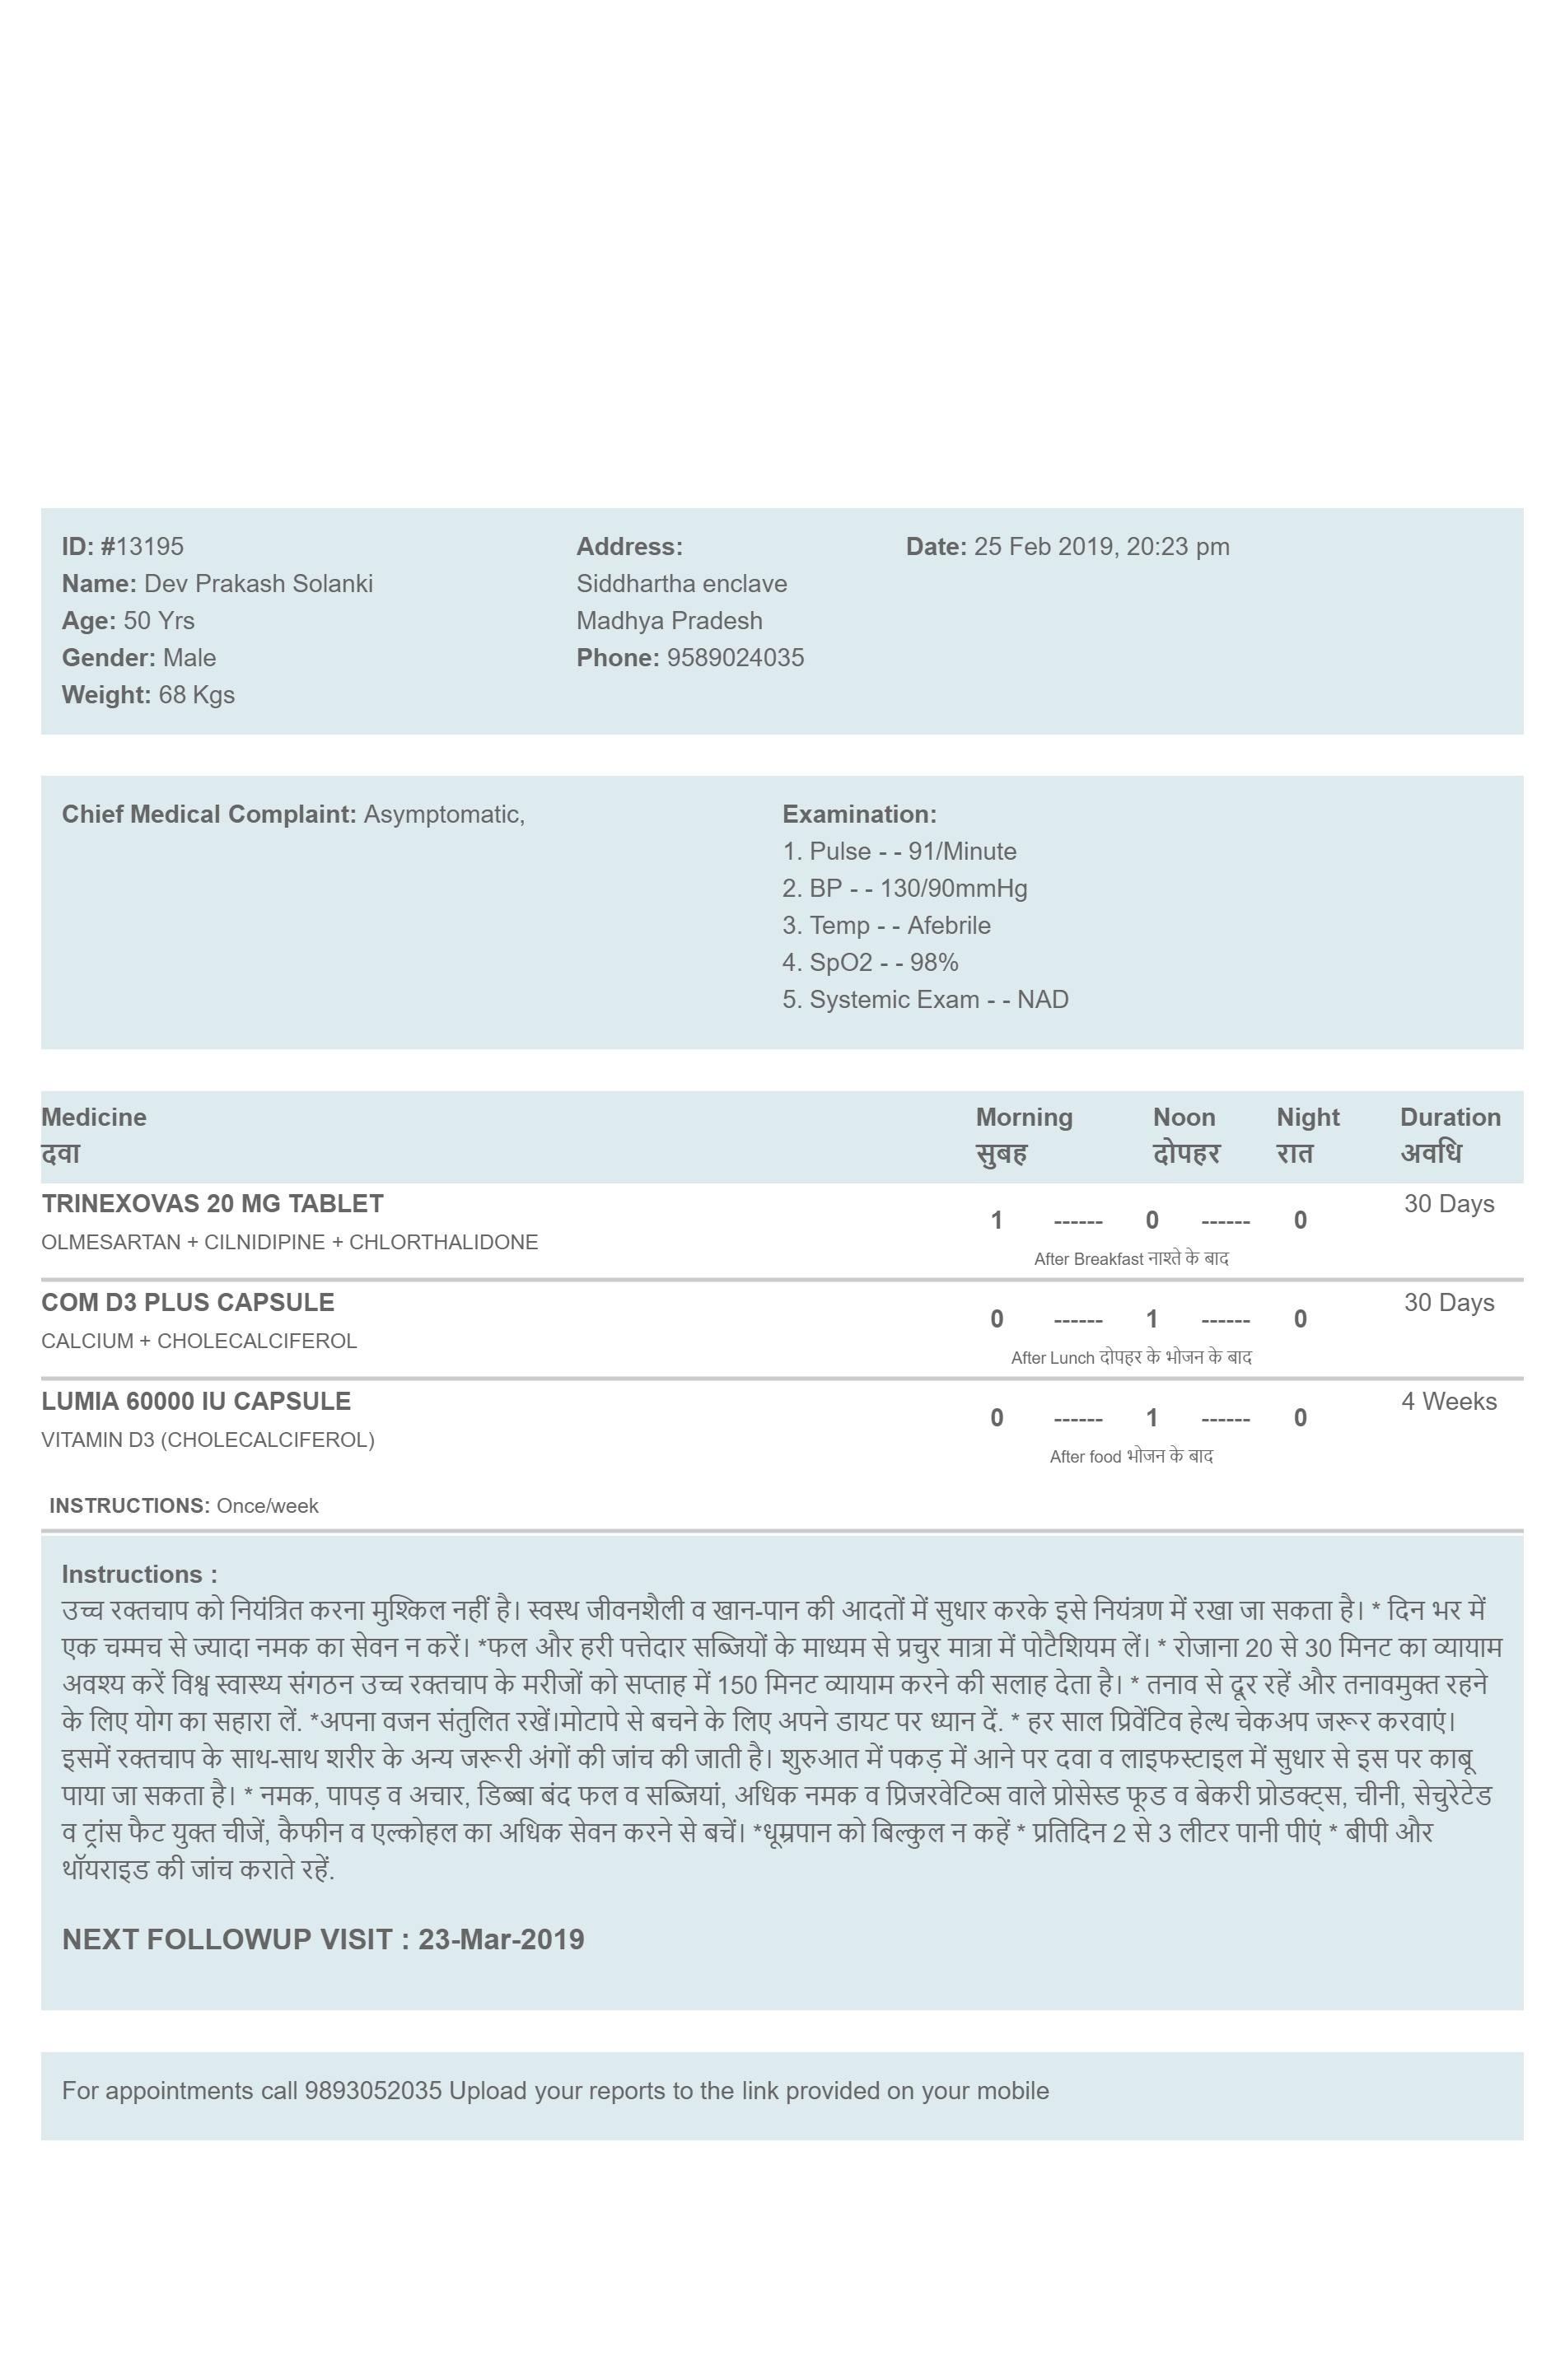 ID: #13195 Address: Date: 25 Feb 2019, 20:23 pm
Name: Dev Prakash Solanki Siddhartha enclave
Age: 50 Yrs Madhya Pradesh
Gender: Male Phone: 9589024035
Weight: 68 Kgs
Chief Medical Complaint: Asymptomatic, Examination:
1. Pulse - - 91/Minute
2. BP - - 130/90mmHg
3. Temp - - Afebrile
4. SpO2 - - 98%
5. Systemic Exam - - NAD
Medicine Morning Noon Night Duration
दवा सुबह दोपहर रात अवधि
TRINEXOVAS 20 MG TABLET 30 Days
1 ------ 0 ------ 0
OLMESARTAN + CILNIDIPINE + CHLORTHALIDONE
After Breakfast नाश्ते के बाद
COM D3 PLUS CAPSULE 30 Days
0 ------ 1 ------ 0
CALCIUM + CHOLECALCIFEROL
After Lunch दोपहर के भोजन के बाद
LUMIA 60000 IU CAPSULE 4 Weeks
0 ------ 1 ------ 0
VITAMIN D3 (CHOLECALCIFEROL)
After food भोजन के बाद
INSTRUCTIONS: Once/week
Instructions :
उच्च रक्तचाप को नियंत्रित करना मुश्किल नहीं है। स्वस्थ जीवनशैली व खान-पान की आदतों में सुधार करके इसे नियंत्रण में रखा जा सकता है। * दिन भर में
एक चम्मच से ज्यादा नमक का सेवन न करें। *फल और हरी पत्तेदार सब्जियों के माध्यम से प्रचुर मात्रा में पोटैशियम लें। * रोजाना 20 से 30 मिनट का व्यायाम
अवश्य करें विश्व स्वास्थ्य संगठन उच्च रक्तचाप के मरीजों को सप्ताह में 150 मिनट व्यायाम करने की सलाह देता है। * तनाव से दूर रहें और तनावमुक्त रहने
के लिए योग का सहारा लें. *अपना वजन संतुलित रखें।मोटापे से बचने के लिए अपने डायट पर ध्यान दें. * हर साल प्रिवेंटिव हेल्थ चेकअप जरूर करवाएं।
इसमें रक्तचाप के साथ-साथ शरीर के अन्य जरूरी अंगों की जांच की जाती है। शुरुआत में पकड़ में आने पर दवा व लाइफस्टाइल में सुधार से इस पर काबू
पाया जा सकता है। * नमक, पापड़ व अचार, डिब्बा बंद फल व सब्जियां, अधिक नमक व प्रिजरवेटिव्स वाले प्रोसेस्ड फूड व बेकरी प्रोडक्ट्स, चीनी, सेचुरेटेड
व ट्रांस फैट युक्त चीजें, कैफीन व एल्कोहल का अधिक सेवन करने से बचें। *धूम्रपान को बिल्कुल न कहें * प्रतिदिन 2 से 3 लीटर पानी पीएं * बीपी और
थॉयराइड की जांच कराते रहें.
NEXT FOLLOWUP VISIT : 23-Mar-2019
For appointments call 9893052035 Upload your reports to the link provided on your mobile